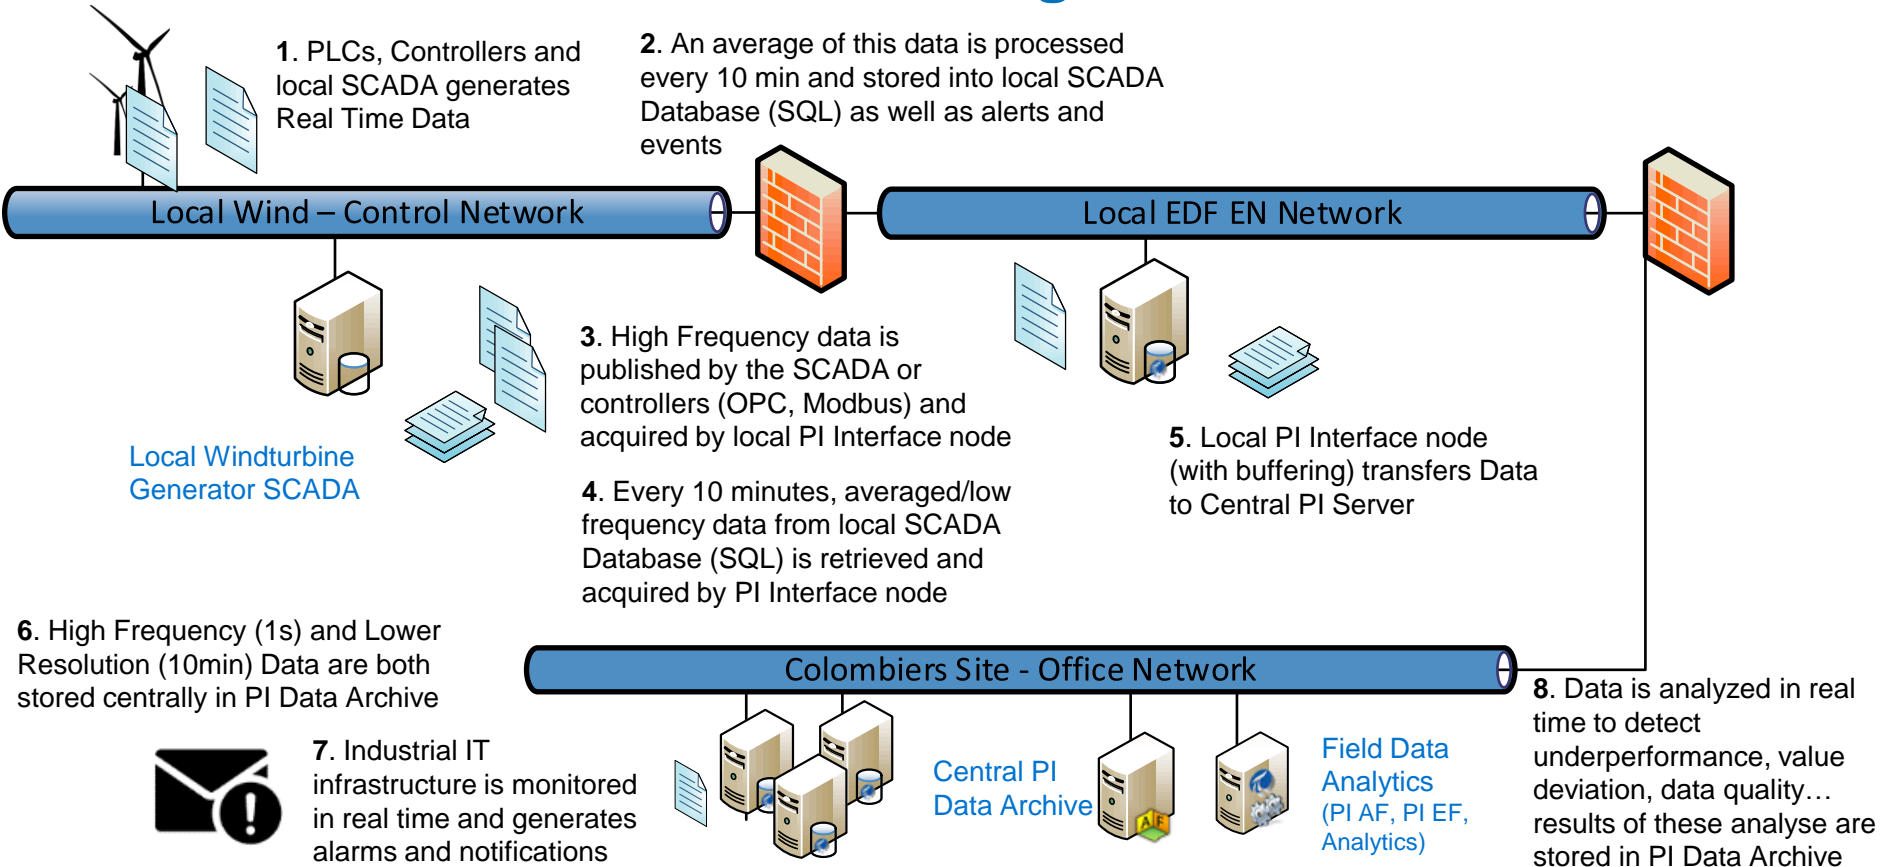 1. PLCs, Controllers and
local SCADA generates
Real Time Data
2. An average of this data is processed
every 10 min and stored into local SCADA
Database (SQL) as well as alerts and
events
Local Wind – Control Network
Local EDF EN Network
3. High Frequency data is
published by the SCADA or
controllers (OPC, Modbus) and
acquired by local PI Interface node
Local Windturbine
Generator SCADA
4. Every 10 minutes, averaged/low
frequency data from local SCADA
Database (SQL) is retrieved and
acquired by PI Interface node
5. Local PI Interface node
(with buffering) transfers Data
to Central PI Server
6. High Frequency (1s) and Lower
Resolution (10min) Data are both
stored centrally in PI Data Archive
Colombiers Site - Office Network
7. Industrial IT
infrastructure is monitored
in real time and generates
alarms and notifications
Central PI
Data Archive
AF
Field Data
Analytics
(PI AF, PI EF,
Analytics)
8. Data is analyzed in real
time to detect
underperformance, value
deviation, data quality…
results of these analyse are
stored in PI Data Archive